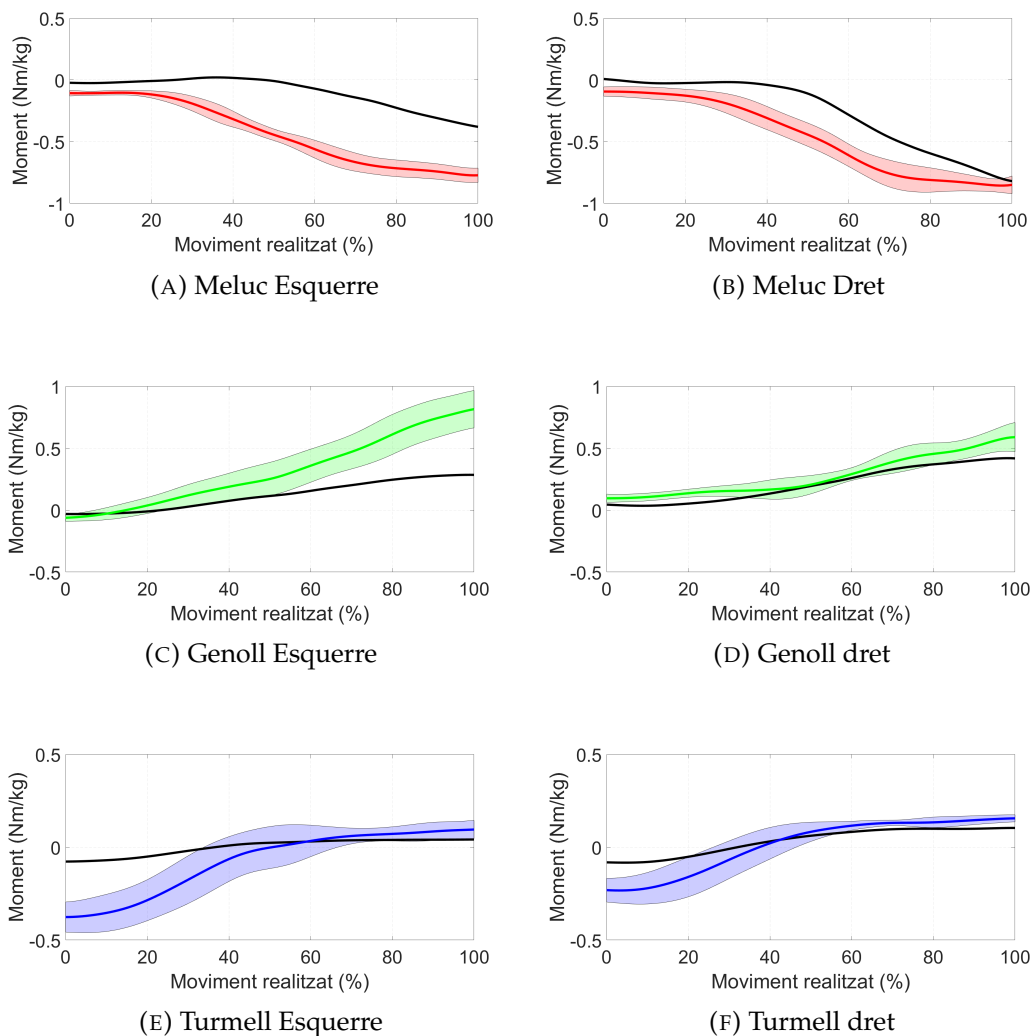 0.5
0
-0.5
-1
Moment (Nm/kg)
0 20 40 60 80 100
Moviment realitzat (%)
(A) Meluc Esquerre
0.5
0
-0.5
-1
Moment (Nm/kg)
0 20 40 60 80 100
Moviment realitzat (%)
(B) Meluc Dret
1
0.5
0
-0.5
Moment (Nm/kg)
0 20 40 60 80 100
Moviment realitzat (%)
(C) Genoll Esquerre
1
0.5
0
-0.5
Moment (Nm/kg)
0 20 40 60 80 100
Moviment realitzat (%)
(D) Genoll dret
0.5
0
-0.5
Moment (Nm/kg)
0 20 40 60 80 100
Moviment realitzat (%)
(E) Turmell Esquerre
0.5
0
-0.5
Moment (Nm/kg)
0 20 40 60 80 100
Moviment realitzat (%)
(F) Turmell dret